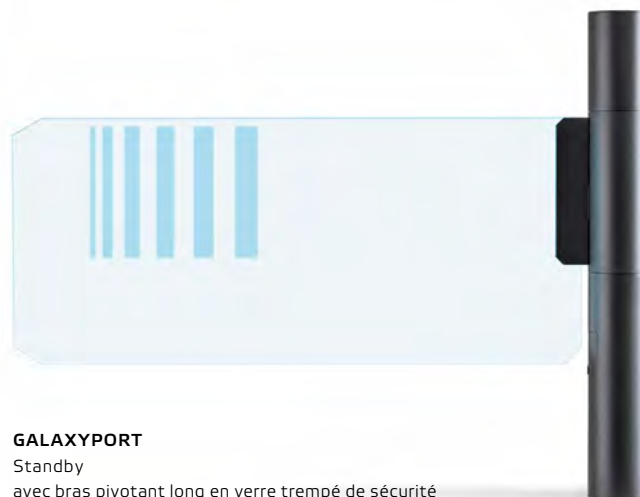 GALAXYPORT
Standby
avec bras pivotant long en verre trempé de sécurité